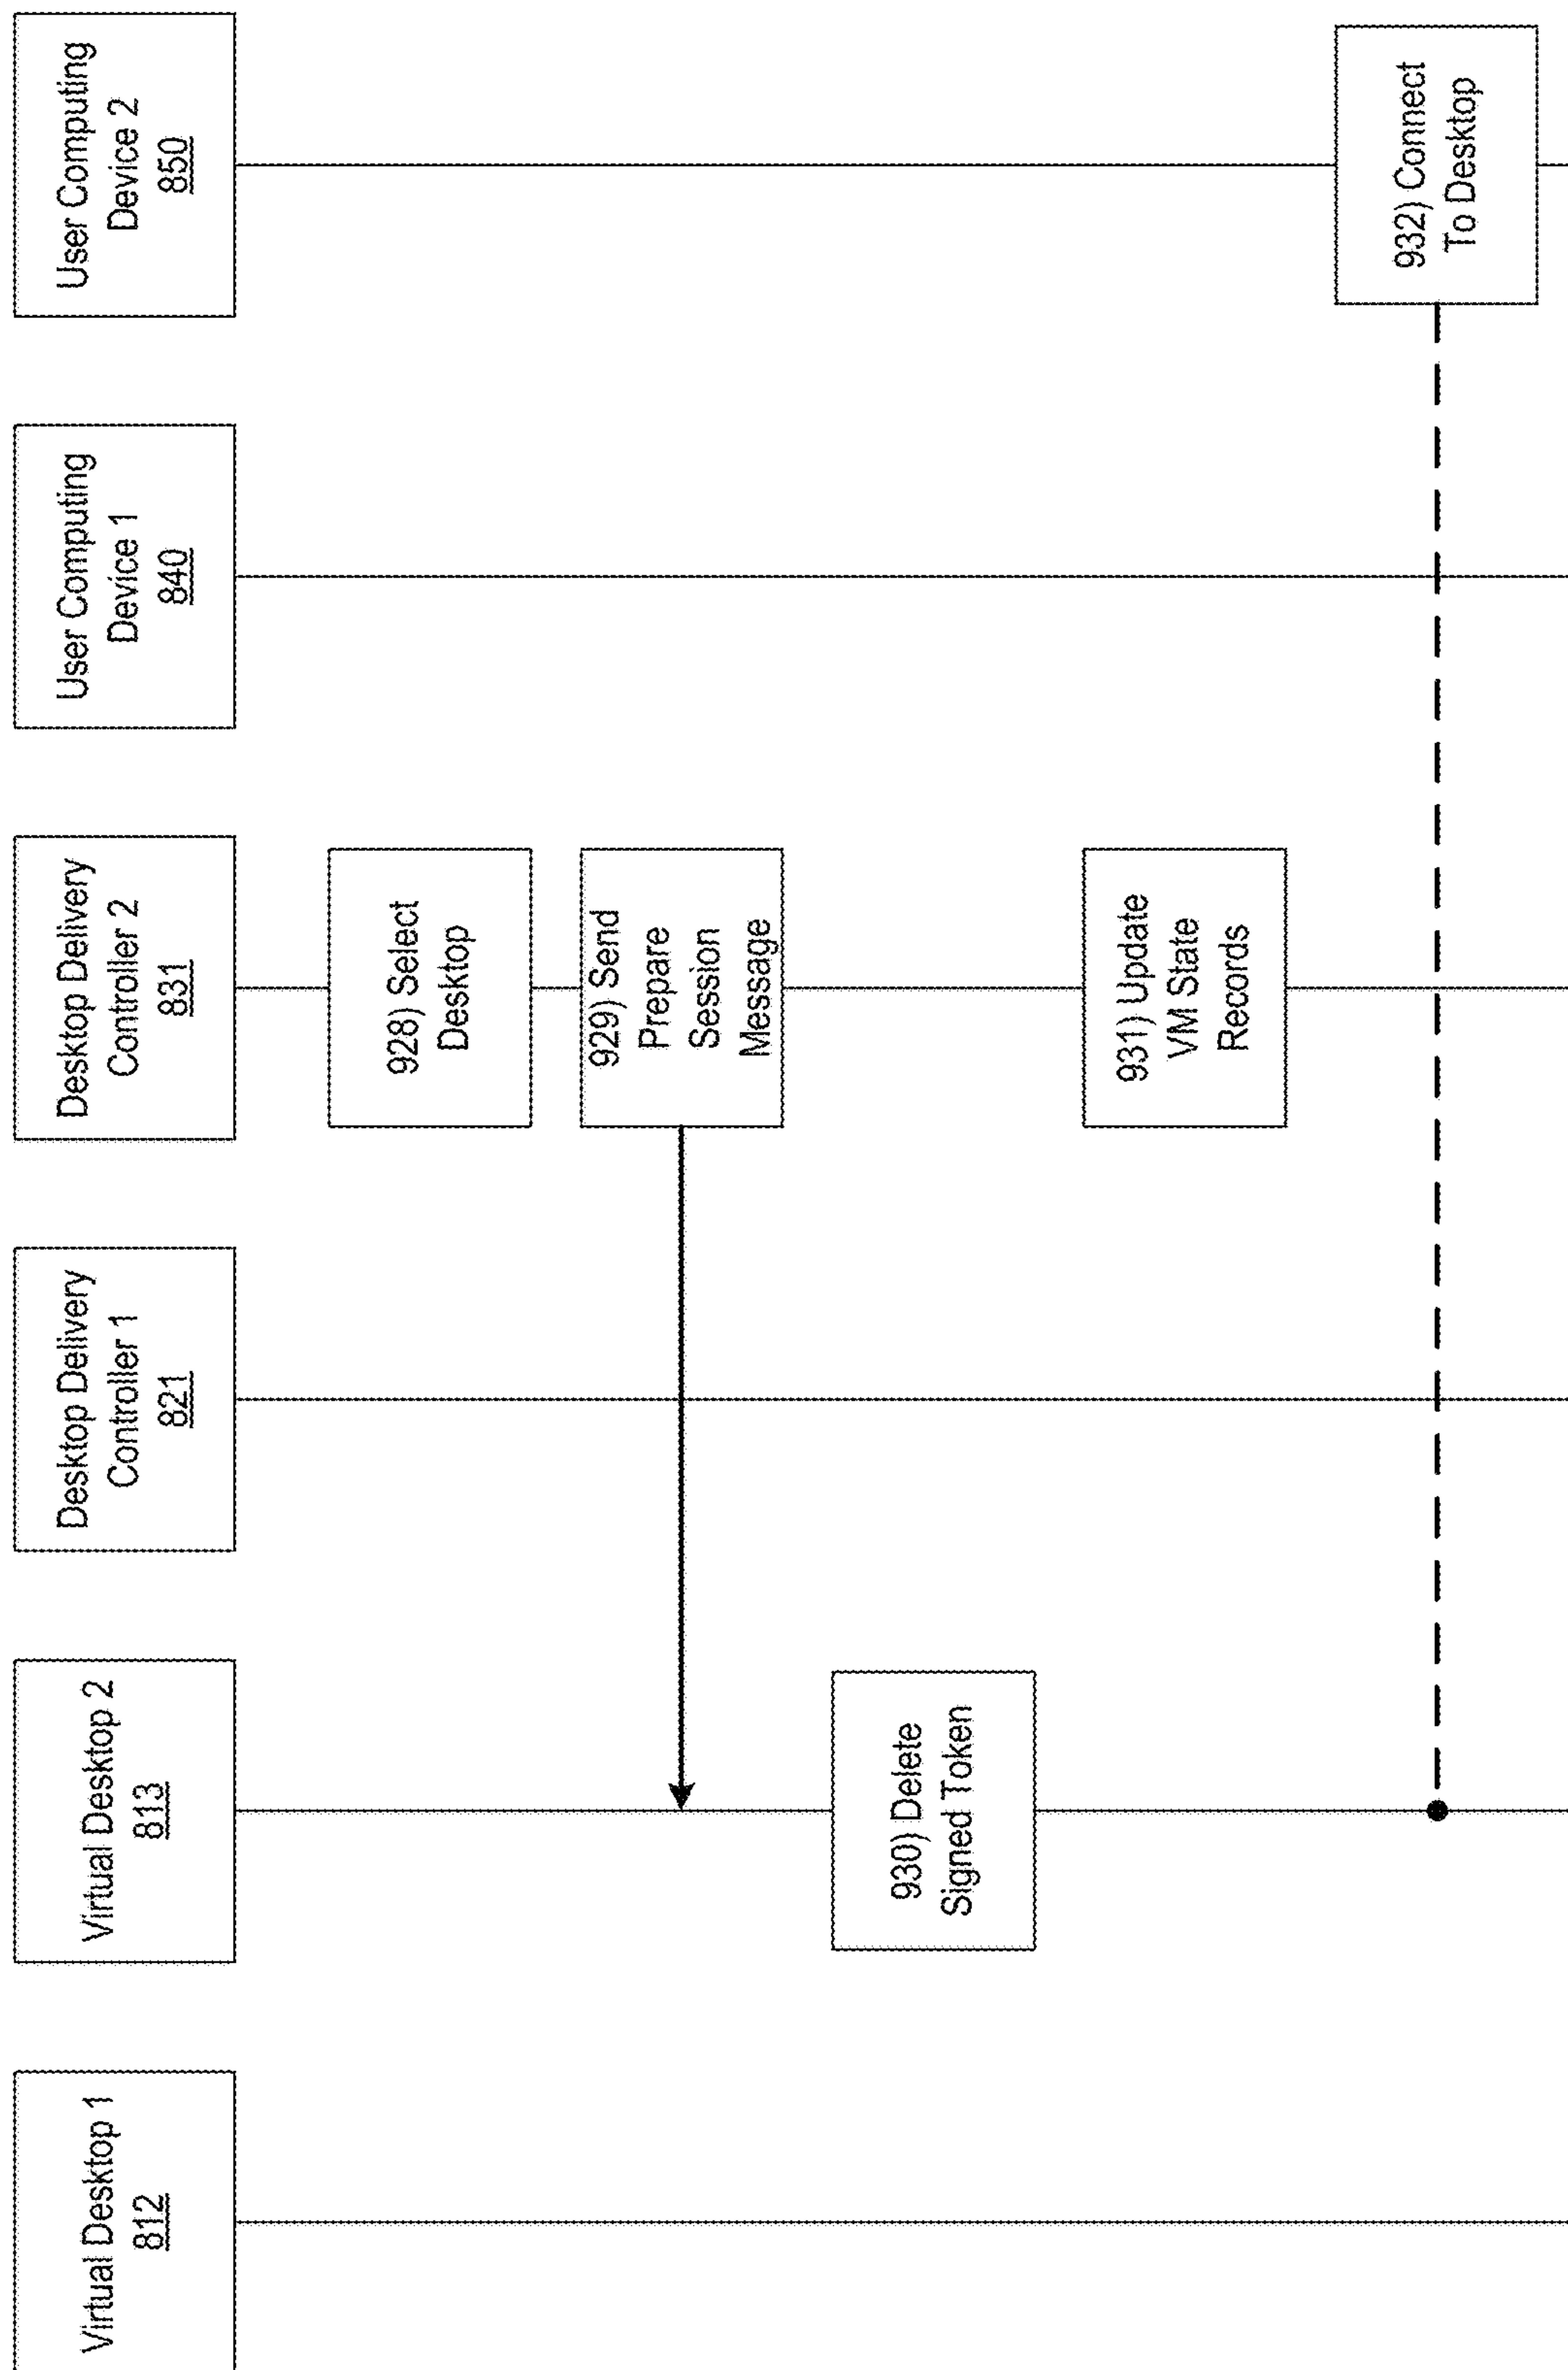 Virtual Desktop 1
812
Virtual Desktop 2
813
Desktop Delivery
Controller 1
821
Desktop Delivery
Controller 2
831
User Computing
Device 1
840
User Computing
Device 2
850
928) Select
Desktop
929) Send
Prepare
Session
Message
930) Delete
Signed Token
931) Update
VM State
Records
932) Connect
To Desktop